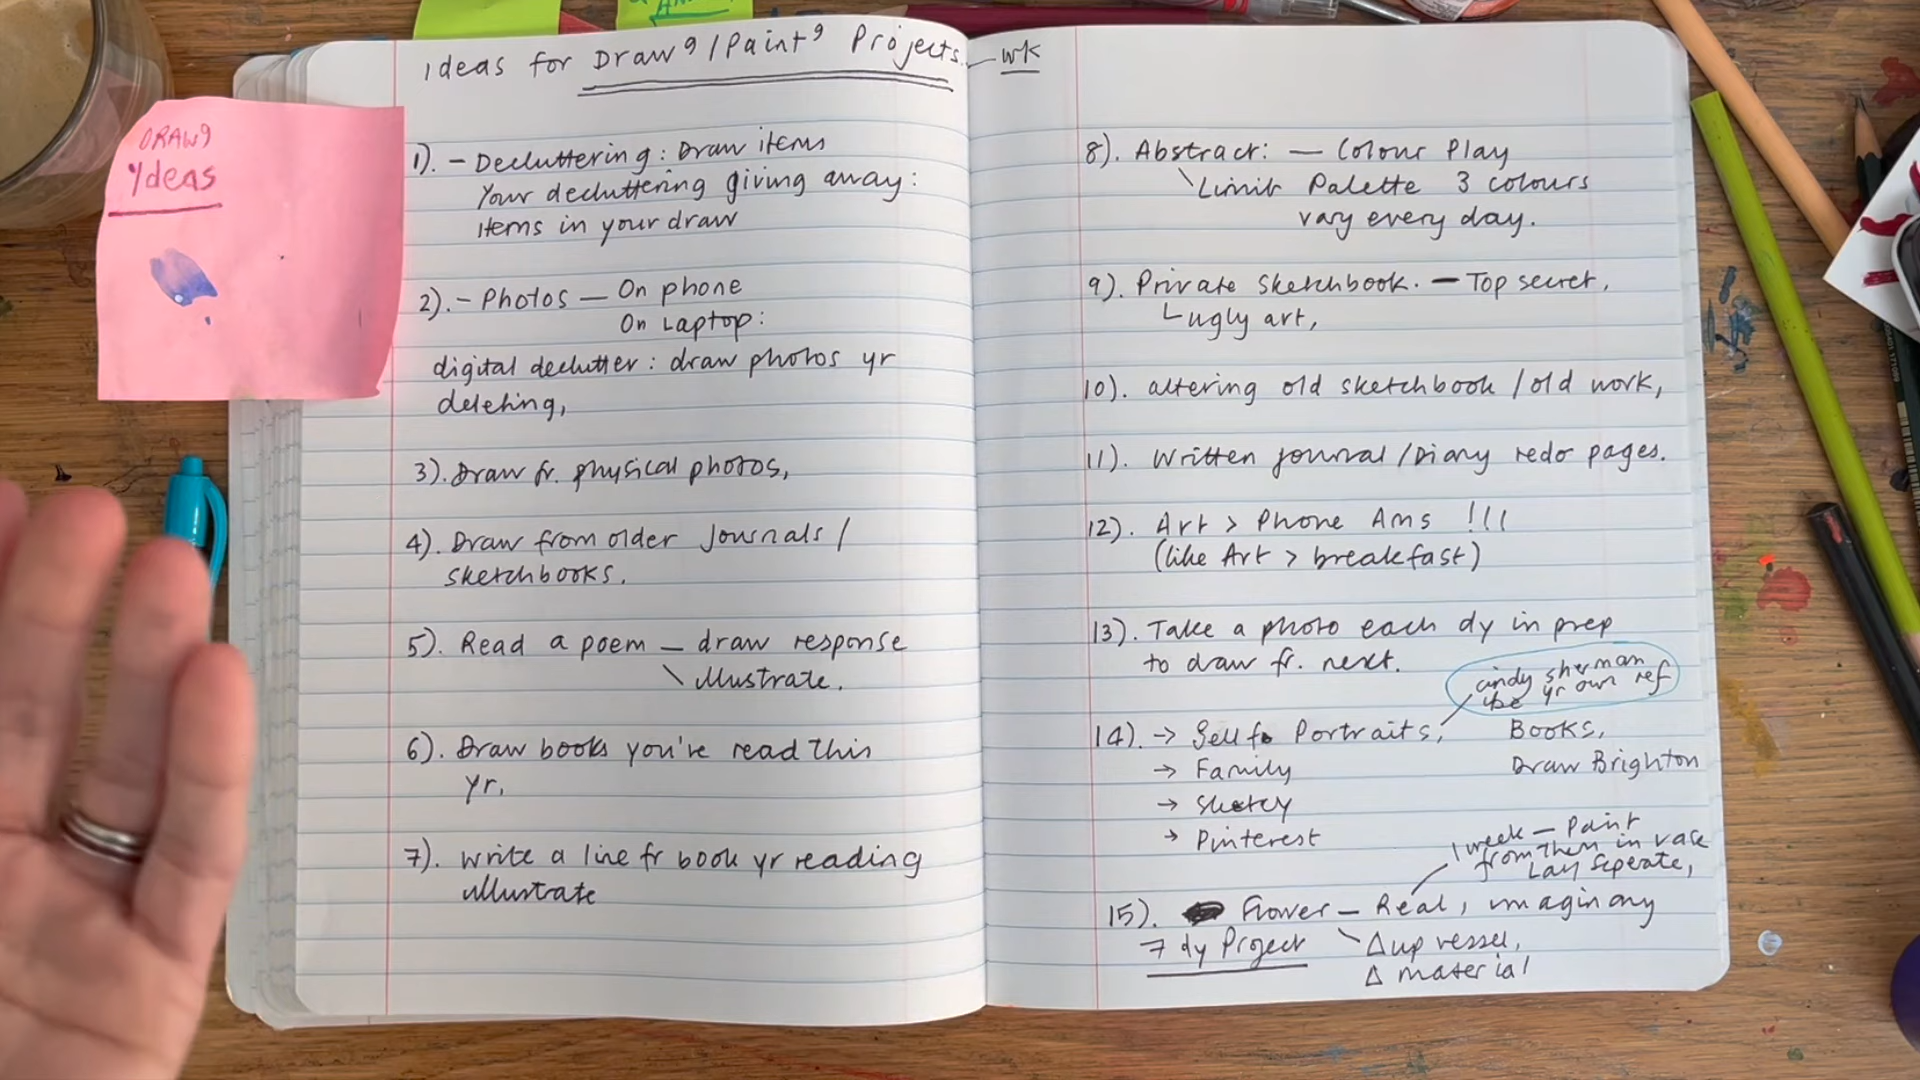 Ideas for Draw9/Paint9 Projects. — wk
DRAW9
Ydeas
1). - Decluttering: Draw items
Your decluttering giving away:
items in your draw
2). - Photos — On phone
On Laptop:
digital declutter: draw photos yr
deleting,
3). Draw fr. physical photos,
4). Draw from older Journals /
sketchbooks.
5). Read a poem — draw response
\ illustrate.
6). Draw books you've read this
yr.
7). Write a line fr book yr reading
illustrate
8). Abstract: — Colour Play
\ Limit Palette 3 colours
vary every day.
9). Private Sketchbook. — Top secret,
ugly art,
10). altering old sketchbook / old work,
11). Written journal / Diary redo pages.
12). Art > Phone Ams !!!
(like Art > breakfast)
13). Take a photo each dy in prep
to draw fr. next.
cindy sherman
be yr own ref
14). → Self Portraits,
→ Family
→ Sketcy
→ Pinterest
Books,
Draw Brighton
1 week — Paint
from them in vase
Lay seperate,
15). Flower — Real, imaginary
7 dy Project
\ Δ up vessel,
Δ material